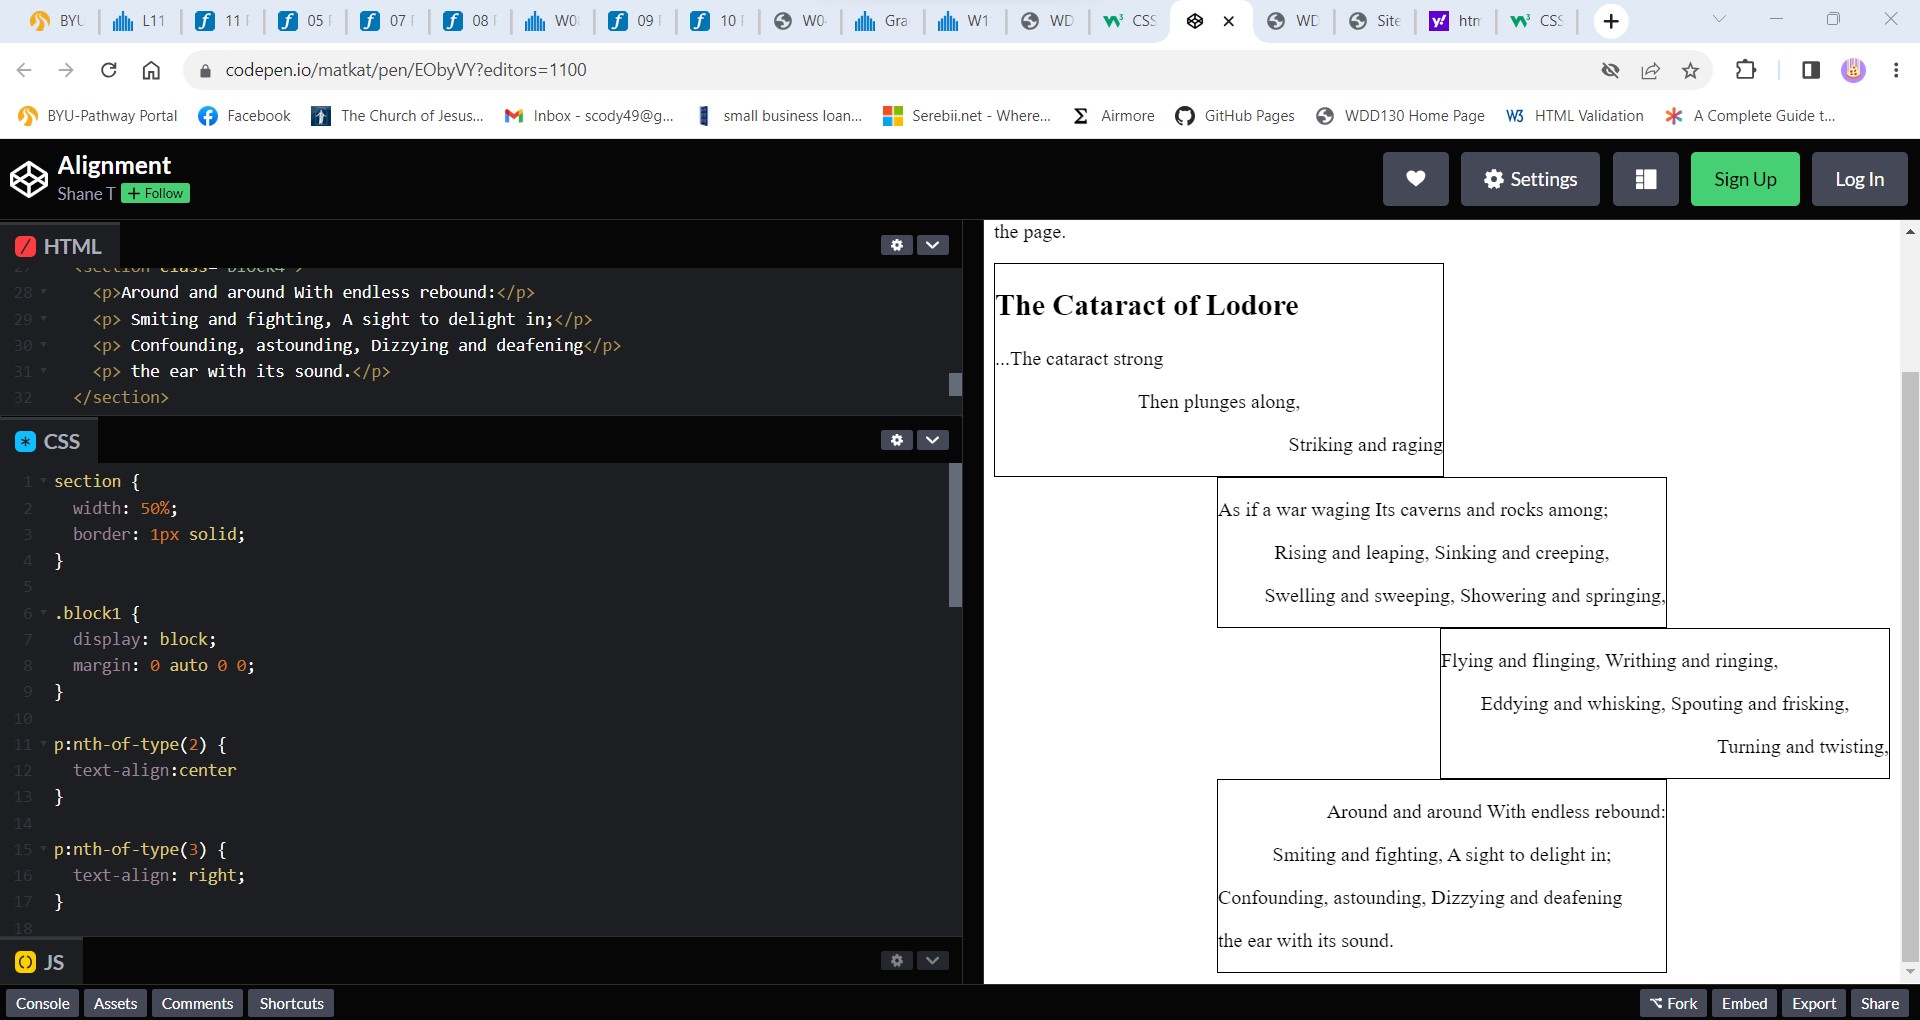 BYU
L11
11
05
07
08
W0
09
10
W0
Gra
W1
WD
CSS
WD
Site
htm
CSS
codepen.io/matkat/pen/EObyVY?editors=1100
BYU-Pathway Portal
Facebook
The Church of Jesus...
Inbox - scody49@g...
small business loan...
Serebii.net - Where...
Airmore
GitHub Pages
WDD130 Home Page
W3 HTML Validation
A Complete Guide t...
Alignment
Shane T + Follow
Settings
Sign Up
Log In
HTML
27 <section class="block4">
28 <p>Around and around With endless rebound:</p>
29 <p> Smiting and fighting, A sight to delight in;</p>
30 <p> Confounding, astounding, Dizzying and deafening</p>
31 <p> the ear with its sound.</p>
32 </section>
* CSS
1 section {
2 width: 50%;
3 border: 1px solid;
4 }
5
6 .block1 {
7 display: block;
8 margin: 0 auto 0 0;
9 }
10
11 p:nth-of-type(2) {
12 text-align:center
13 }
14
15 p:nth-of-type(3) {
16 text-align: right;
17 }
18
JS
the page.
The Cataract of Lodore
...The cataract strong
Then plunges along,
Striking and raging
As if a war waging Its caverns and rocks among;
Rising and leaping, Sinking and creeping,
Swelling and sweeping, Showering and springing,
Flying and flinging, Writhing and ringing,
Eddying and whisking, Spouting and frisking,
Turning and twisting,
Around and around With endless rebound:
Smiting and fighting, A sight to delight in;
Confounding, astounding, Dizzying and deafening
the ear with its sound.
Console
Assets
Comments
Shortcuts
Fork
Embed
Export
Share